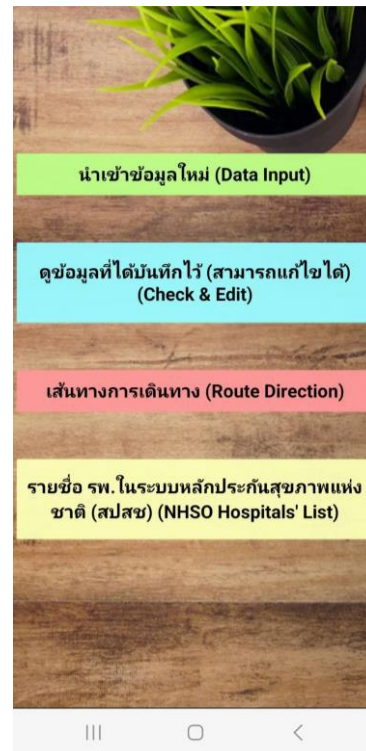 นำเข้าข้อมูลใหม่ (Data Input)
ดูข้อมูลที่ได้บันทึกไว้ (สามารถแก้ไขได้)
(Check & Edit)
เส้นทางการเดินทาง (Route Direction)
รายชื่อ รพ.ในระบบหลักประกันสุขภาพแห่ง
ชาติ (สปสช) (NHSO Hospitals' List)